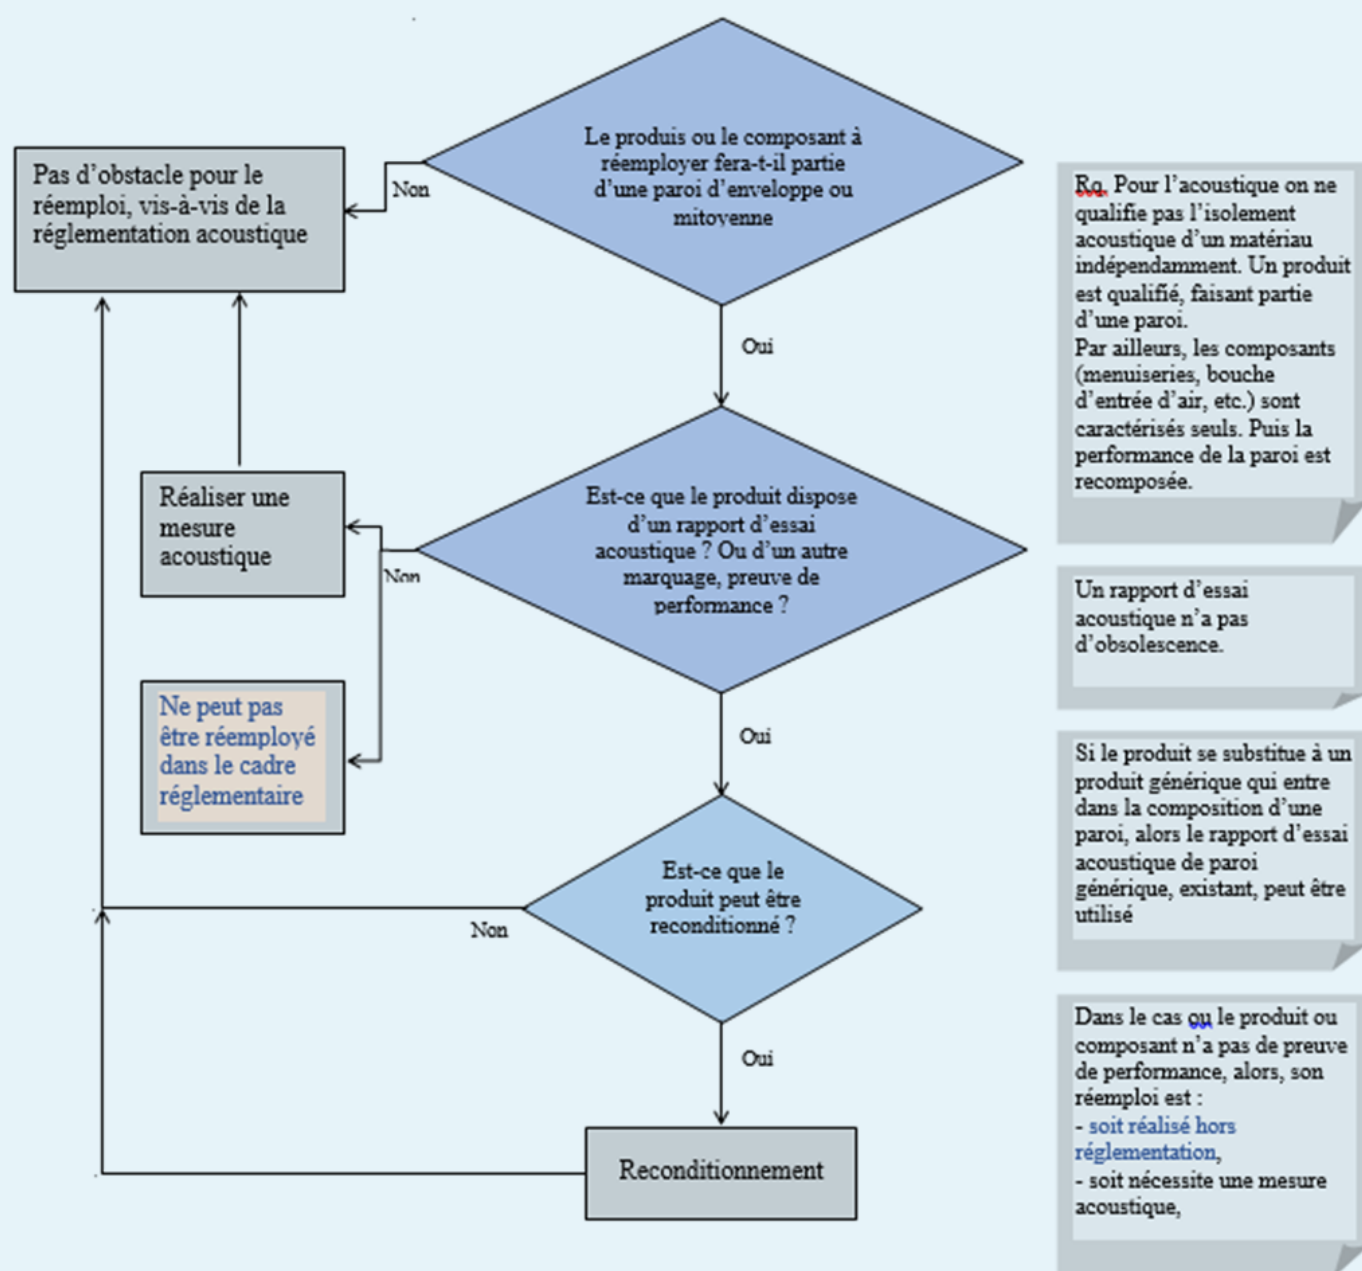 Le produis ou le composant à
réemployer fera-t-il partie
d'une paroi d'enveloppe ou
mitoyenne
Non
Pas d'obstacle pour le
réemploi, vis-à-vis de la
réglementation acoustique
Oui
Est-ce que le produit dispose
d'un rapport d'essai
acoustique ? Ou d'un autre
marquage, preuve de
performance ?
Non
Réaliser une
mesure
acoustique
Ne peut pas
être réemployé
dans le cadre
réglementaire
Oui
Est-ce que le
produit peut être
reconditionné ?
Non
Oui
Reconditionnement
Rq. Pour l'acoustique on ne
qualifie pas l'isolement
acoustique d'un matériau
indépendamment. Un produit
est qualifié, faisant partie
d'une paroi.
Par ailleurs, les composants
(menuiseries, bouche
d'entrée d'air, etc.) sont
caractérisés seuls. Puis la
performance de la paroi est
recomposée.
Un rapport d'essai
acoustique n'a pas
d'obsolescence.
Si le produit se substitue à un
produit générique qui entre
dans la composition d'une
paroi, alors le rapport d'essai
acoustique de paroi
générique, existant, peut être
utilisé
Dans le cas ou le produit ou
composant n'a pas de preuve
de performance, alors, son
réemploi est :
- soit réalisé hors
réglementation,
- soit nécessite une mesure
acoustique,